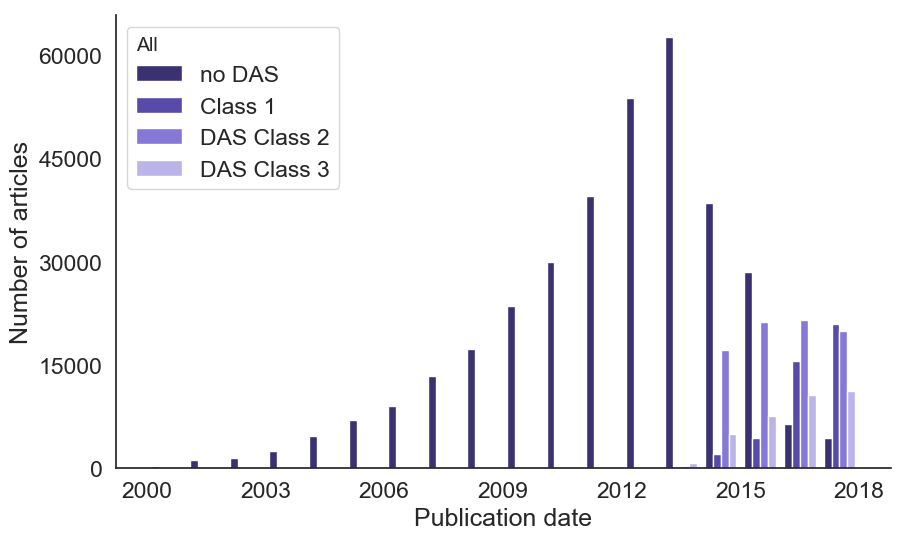 All
no DAS
Class 1
DAS Class 2
DAS Class 3
60000
45000
30000
15000
0
Number of articles
2000 2003 2006 2009 2012 2015 2018
Publication date